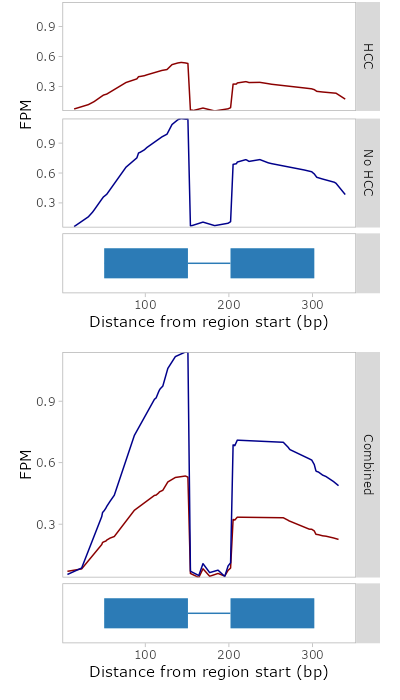 0.9
0.6
0.3
HCC
FPM
0.9
0.6
0.3
No HCC
100 200 300
Distance from region start (bp)
0.9
0.6
0.3
FPM
Combined
100 200 300
Distance from region start (bp)